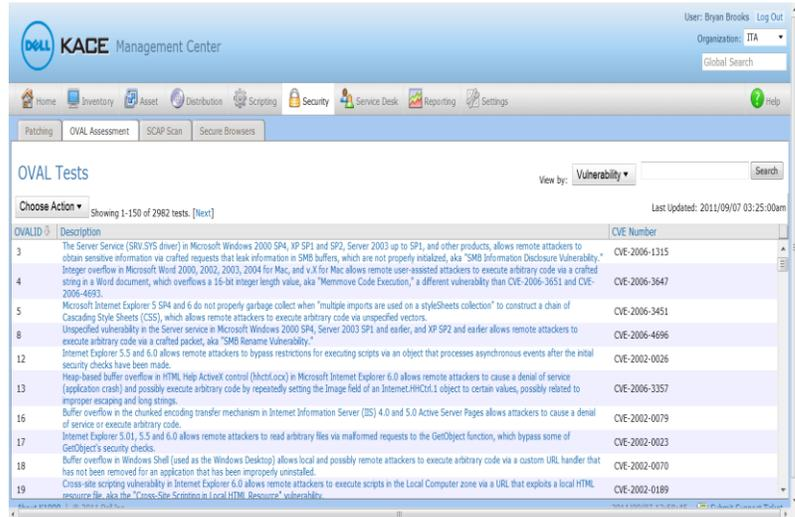 User: Bryan Brooks Log Out
DELL KACE Management Center
Organization: ITA
Global Search
Home Inventory Asset Distribution Scripting Security Service Desk Reporting Settings Help
Patching OVAL Assessment SCAP Scan Secure Browsers
OVAL Tests
View by: Vulnerability Search
Choose Action Showing 1-150 of 2982 tests. [Next] Last Updated: 2011/09/07 03:25:00am
OVALID Description CVE Number
The Server Service (SRV.SYS driver) in Microsoft Windows 2000 SP4, XP SP1 and SP2, Server 2003 up to SP1, and other products, allows remote attackers to
3 obtain sensitive information via crafted requests that leak information in SMB buffers, which are not properly initialized, aka "SMB Information Disclosure Vulnerability." CVE-2006-1315
Integer overflow in Microsoft Word 2000, 2002, 2003, 2004 for Mac, and v.X for Mac allows remote user-assisted attackers to execute arbitrary code via a crafted
4 string in a Word document, which overflows a 16-bit integer length value, aka "Memmove Code Execution," a different vulnerability than CVE-2006-3651 and CVE- CVE-2006-3647
2006-4693.
Microsoft Internet Explorer 5 SP4 and 6 do not properly garbage collect when "multiple imports are used on a styleSheets collection" to construct a chain of
5 Cascading Style Sheets (CSS), which allows remote attackers to execute arbitrary code via unspecified vectors. CVE-2006-3451
Unspecified vulnerability in the Server service in Microsoft Windows 2000 SP4, Server 2003 SP1 and earlier, and XP SP2 and earlier allows remote attackers to
8 execute arbitrary code via a crafted packet, aka "SMB Rename Vulnerability." CVE-2006-4696
Internet Explorer 5.5 and 6.0 allows remote attackers to bypass restrictions for executing scripts via an object that processes asynchronous events after the initial
12 security checks have been made. CVE-2002-0026
Heap-based buffer overflow in HTML Help ActiveX control (hhctrl.ocx) in Microsoft Internet Explorer 6.0 allows remote attackers to cause a denial of service
13 (application crash) and possibly execute arbitrary code by repeatedly setting the Image field of an Internet.HHCtrl.1 object to certain values, possibly related to CVE-2006-3357
improper escaping and long strings.
Buffer overflow in the chunked encoding transfer mechanism in Internet Information Server (IIS) 4.0 and 5.0 Active Server Pages allows attackers to cause a denial
16 of service or execute arbitrary code. CVE-2002-0079
Internet Explorer 5.01, 5.5 and 6.0 allows remote attackers to read arbitrary files via malformed requests to the GetObject function, which bypass some of
17 GetObject's security checks. CVE-2002-0023
Buffer overflow in Windows Shell (used as the Windows Desktop) allows local and possibly remote attackers to execute arbitrary code via a custom URL handler that
18 has not been removed for an application that has been improperly uninstalled. CVE-2002-0070
Cross-site scripting vulnerability in Internet Explorer 6.0 allows remote attackers to execute scripts in the Local Computer zone via a URL that exploits a local HTML
19 resource file, aka the "Cross-Site Scripting in Local HTML Resource" vulnerability. CVE-2002-0189